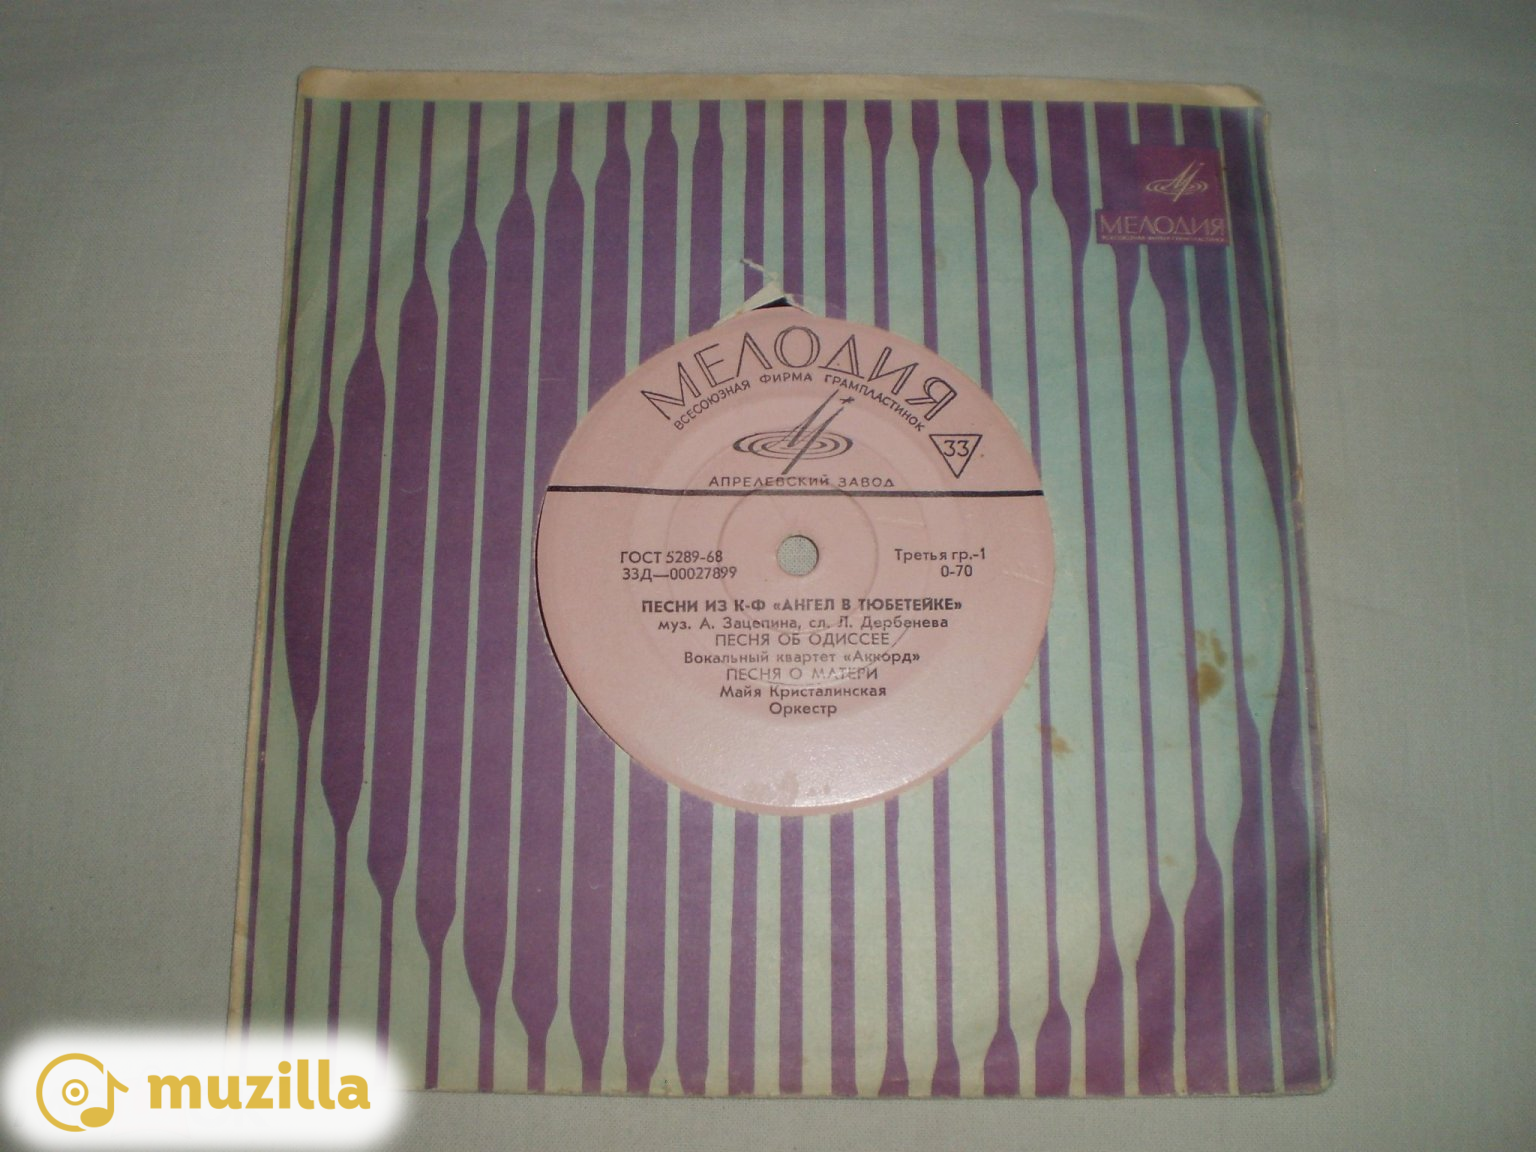 МЕЛОДИЯ
МЕЛОДИЯ
ВСЕСОЮЗНАЯ ФИРМА ГРАМПЛАСТИНОК
33
АПРЕЛЕВСКИЙ ЗАВОД
ГОСТ 5289-68 Третья гр.-1
33Д—00027899 0-70
ПЕСНИ ИЗ К-Ф «АНГЕЛ В ТЮБЕТЕЙКЕ»
муз. А. Зацепина, сл. Л. Дербенева
ПЕСНЯ ОБ ОДИССЕЕ
Вокальный квартет «Аккорд»
ПЕСНЯ О МАТЕРИ
Майя Кристалинская
Оркестр
muzilla